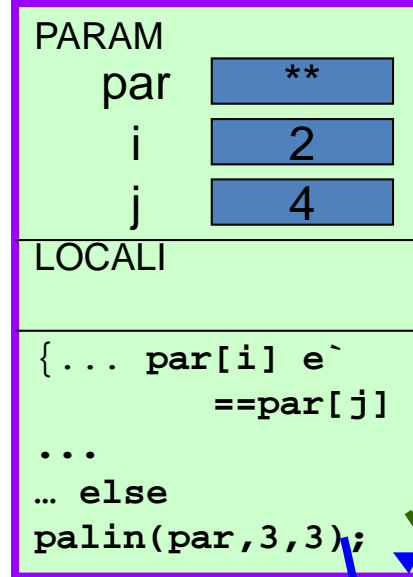 PARAM
par **
i 2
j 4
LOCALI
{... par[i] e`
==par[j]
...
… else
palin(par,3,3);